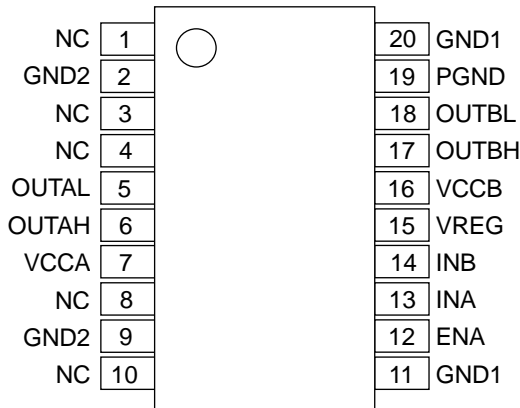 NC 1 20 GND1
GND2 2 19 PGND
NC 3 18 OUTBL
NC 4 17 OUTBH
OUTAL 5 16 VCCB
OUTAH 6 15 VREG
VCCA 7 14 INB
NC 8 13 INA
GND2 9 12 ENA
NC 10 11 GND1